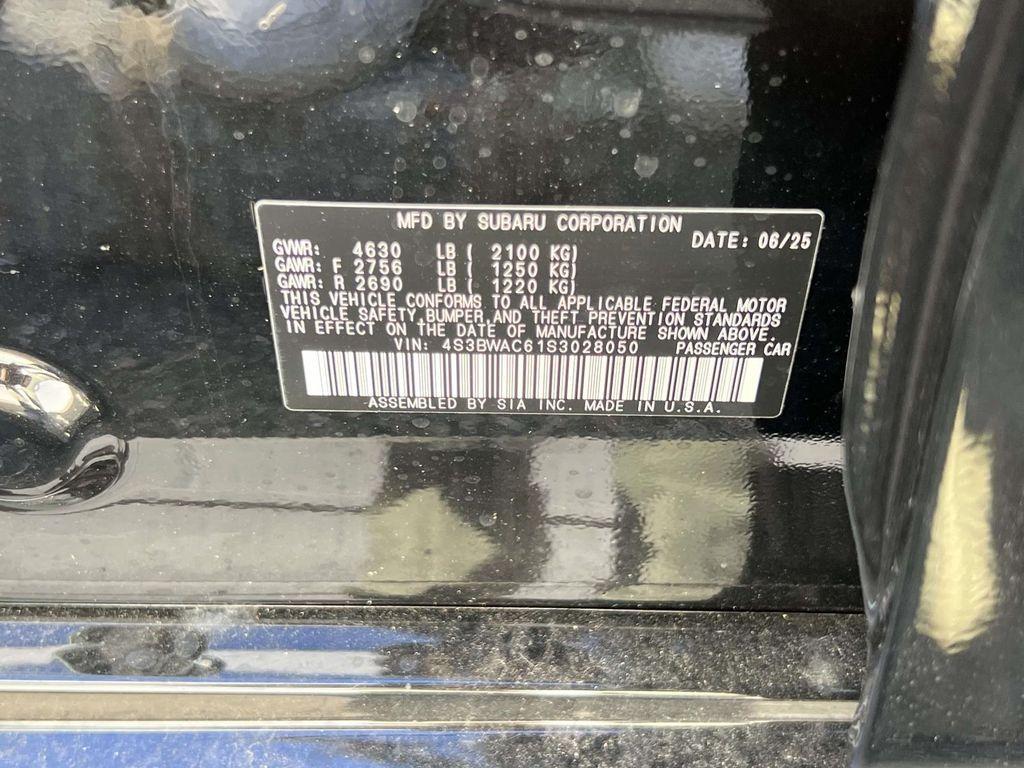 MFD BY SUBARU CORPORATION
DATE: 06/25
GVWR: 4630 LB ( 2100 KG)
GAWR: F 2756 LB ( 1250 KG)
GAWR: R 2690 LB ( 1220 KG)
THIS VEHICLE CONFORMS TO ALL APPLICABLE FEDERAL MOTOR
VEHICLE SAFETY, BUMPER, AND THEFT PREVENTION STANDARDS
IN EFFECT ON THE DATE OF MANUFACTURE SHOWN ABOVE.
VIN: 4S3BWAC61S3028050 PASSENGER CAR
ASSEMBLED BY SIA INC. MADE IN U.S.A.